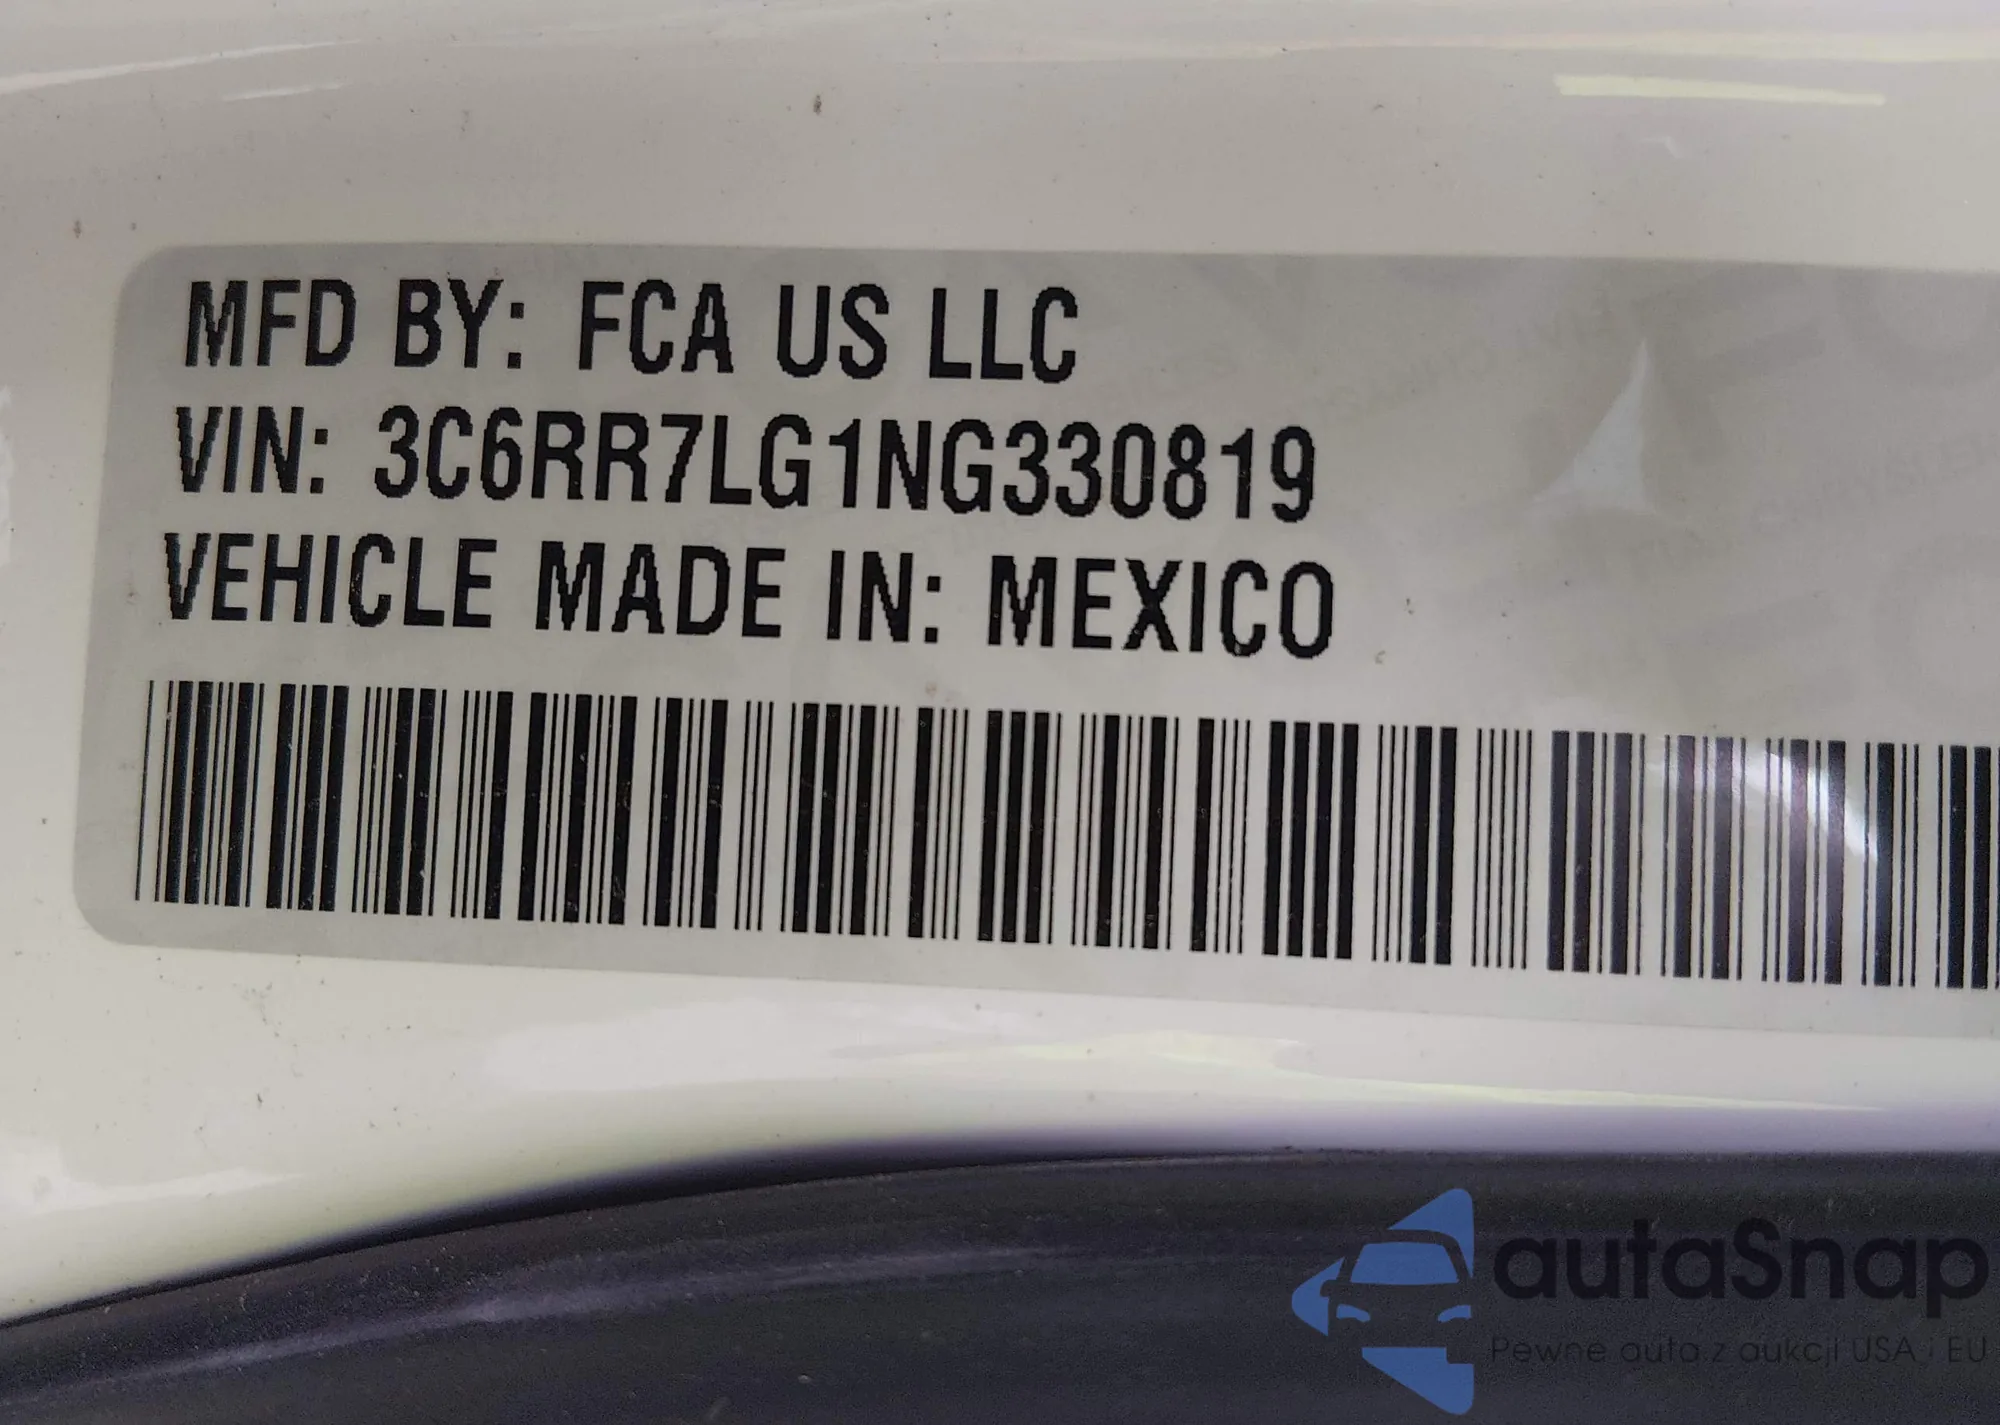 MFD BY: FCA US LLC
VIN: 3C6RR7LG1NG330819
VEHICLE MADE IN: MEXICO
autaSnap
Pewne auta z aukcji USA i EU